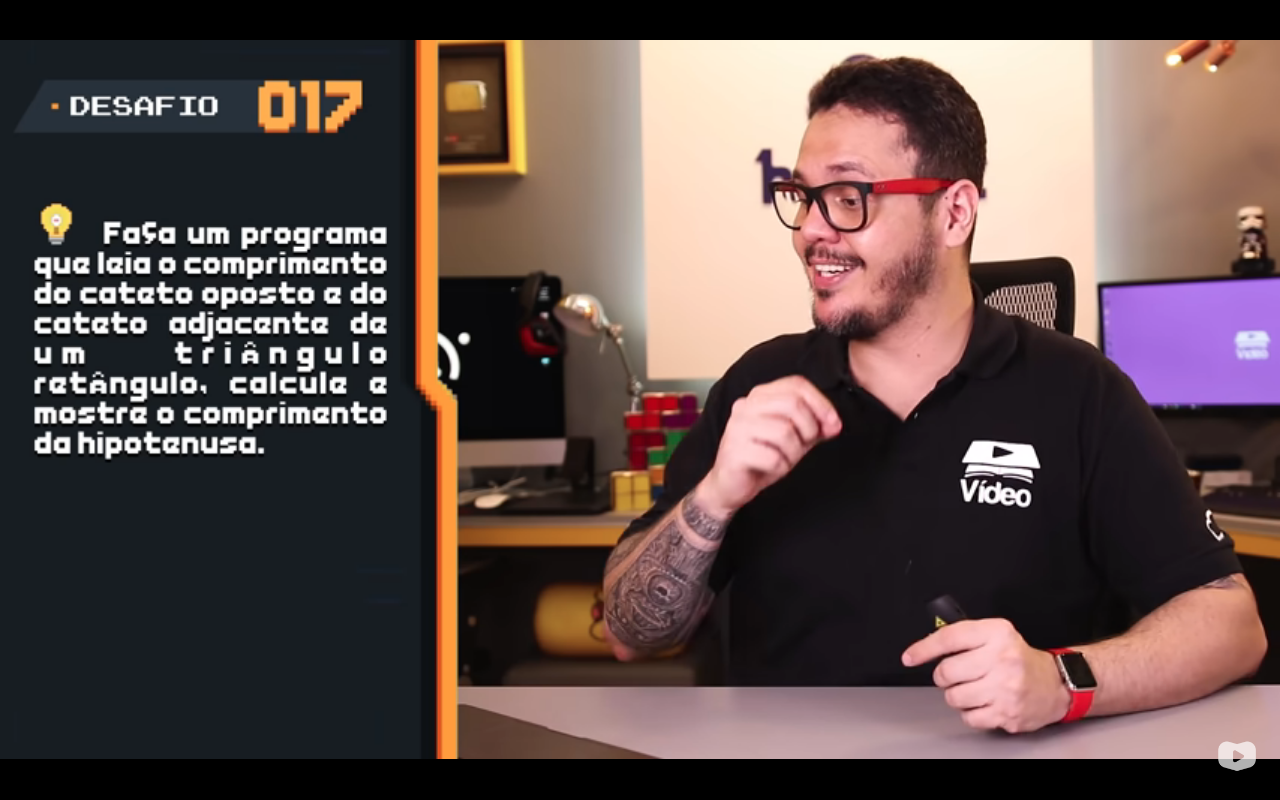 DESAFIO 017
Faça um programa
que leia o comprimento
do cateto oposto e do
cateto adjacente de
um triângulo
retângulo, calcule e
mostre o comprimento
da hipotenusa.
Vídeo